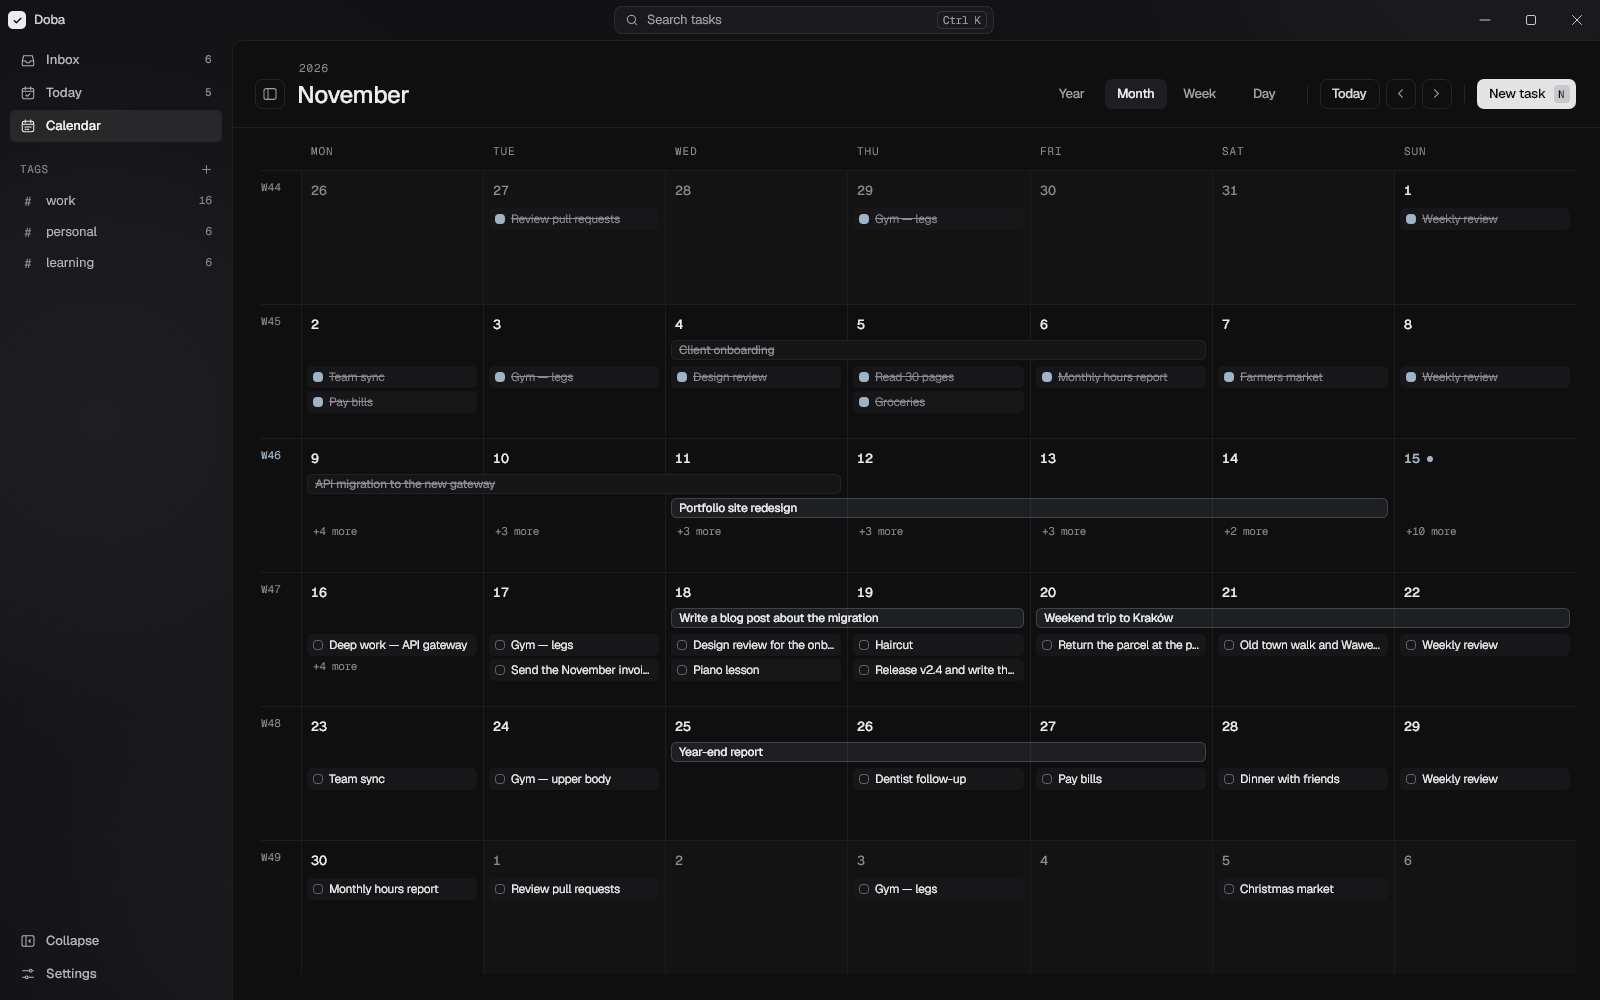 Doba
Search tasks
Ctrl K
Inbox 6
Today 5
Calendar
TAGS
# work 16
# personal 6
# learning 6
Collapse
Settings
2026
November
Year Month Week Day
Today
New task N
MON TUE WED THU FRI SAT SUN
W44 26 27 28 29 30 31 1
Review pull requests Gym — legs Weekly review
W45 2 3 4 5 6 7 8
Client onboarding
Team sync Gym — legs Design review Read 30 pages Monthly hours report Farmers market Weekly review
Pay bills Groceries
W46 9 10 11 12 13 14 15
API migration to the new gateway
Portfolio site redesign
+4 more +3 more +3 more +3 more +3 more +2 more +10 more
W47 16 17 18 19 20 21 22
Write a blog post about the migration Weekend trip to Kraków
Deep work — API gateway Gym — legs Design review for the onb... Haircut Return the parcel at the p... Old town walk and Wawe... Weekly review
+4 more Send the November invoi... Piano lesson Release v2.4 and write th...
W48 23 24 25 26 27 28 29
Year-end report
Team sync Gym — upper body Dentist follow-up Pay bills Dinner with friends Weekly review
W49 30 1 2 3 4 5 6
Monthly hours report Review pull requests Gym — legs Christmas market